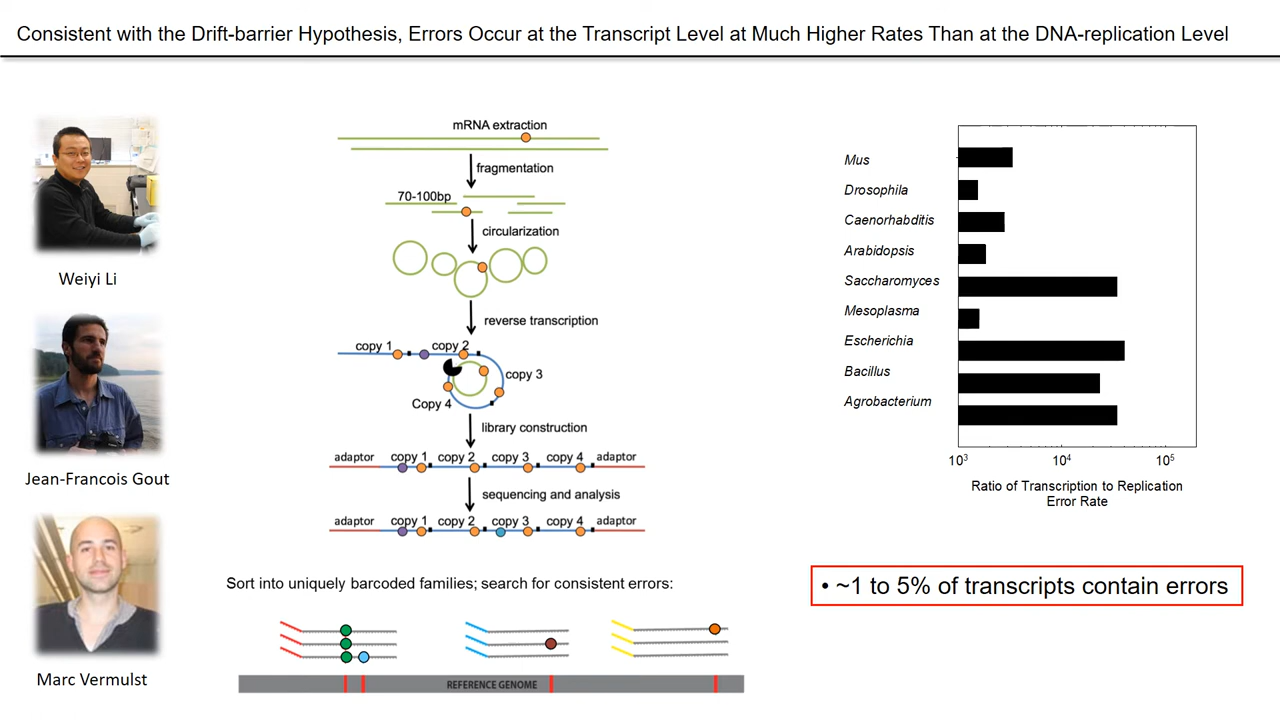 Consistent with the Drift-barrier Hypothesis, Errors Occur at the Transcript Level at Much Higher Rates Than at the DNA-replication Level
Weiyi Li
Jean-Francois Gout
Marc Vermulst
mRNA extraction
fragmentation
70-100bp
circularization
reverse transcription
copy 1
copy 2
copy 3
Copy 4
library construction
adaptor copy 1 copy 2 copy 3 copy 4 adaptor
sequencing and analysis
adaptor copy 1 copy 2 copy 3 copy 4 adaptor
Sort into uniquely barcoded families; search for consistent errors:
REFERENCE GENOME
Mus
Drosophila
Caenorhabditis
Arabidopsis
Saccharomyces
Mesoplasma
Escherichia
Bacillus
Agrobacterium
10³ 10⁴ 10⁵
Ratio of Transcription to Replication
Error Rate
• ~1 to 5% of transcripts contain errors